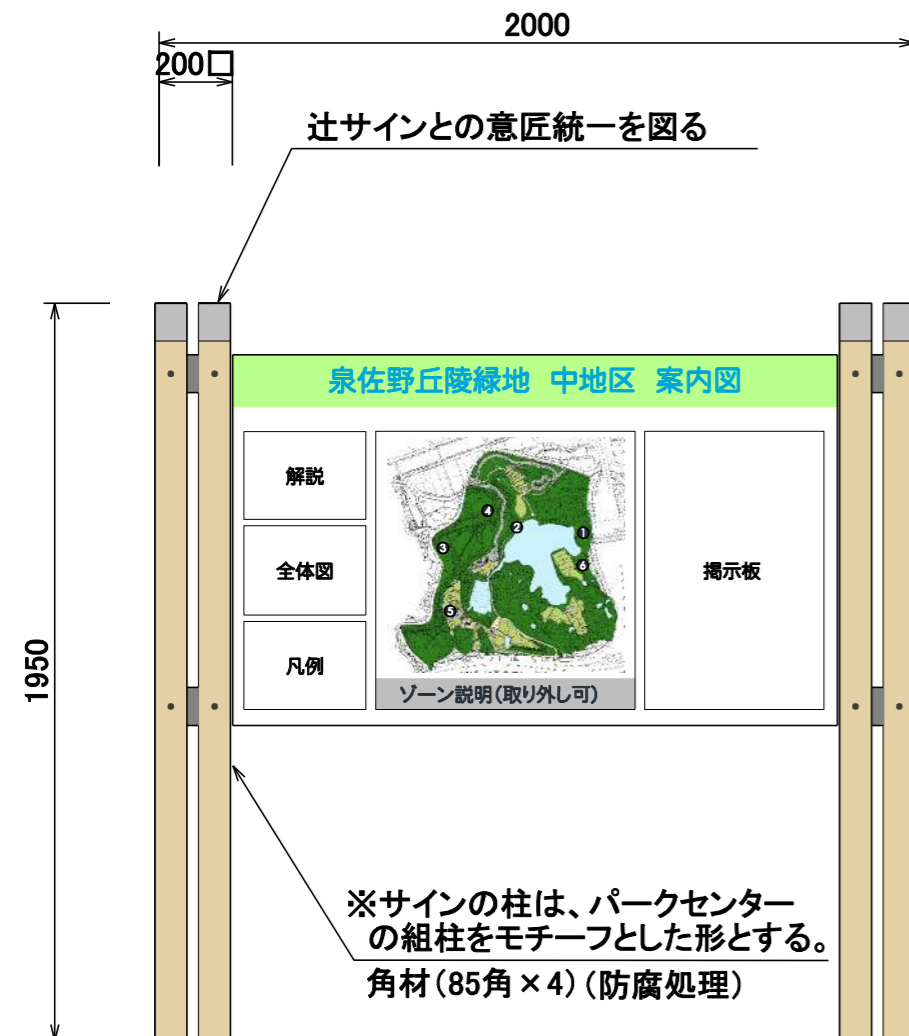 2000
200□
辻サインとの意匠統一を図る
泉佐野丘陵緑地 中地区 案内図
解説
全体図
凡例
④
②
①
③
⑥
⑤
ゾーン説明(取り外し可)
掲示板
1950
※サインの柱は、パークセンター
の組柱をモチーフとした形とする。
角材(85角×4)(防腐処理)